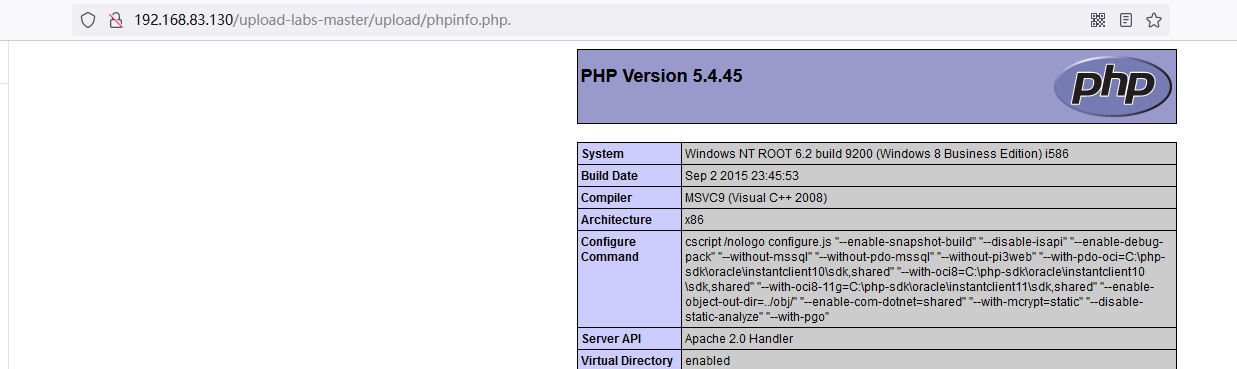 192.168.83.130/upload-labs-master/upload/phpinfo.php.
PHP Version 5.4.45
php
System Windows NT ROOT 6.2 build 9200 (Windows 8 Business Edition) i586
Build Date Sep 2 2015 23:45:53
Compiler MSVC9 (Visual C++ 2008)
Architecture x86
Configure Command
cscript /nologo configure.js "--enable-snapshot-build" "--disable-isapi" "--enable-debug-
pack" "--without-mssql" "--without-pdo-mssql" "--without-pi3web" "--with-pdo-oci=C:\php-
sdk\oracle\instantclient10\sdk,shared" "--with-oci8=C:\php-sdk\oracle\instantclient10
\sdk,shared" "--with-oci8-11g=C:\php-sdk\oracle\instantclient11\sdk,shared" "--enable-
object-out-dir=../obj/" "--enable-com-dotnet=shared" "--with-mcrypt=static" "--disable-
static-analyze" "--with-pgo"
Server API Apache 2.0 Handler
Virtual Directory enabled